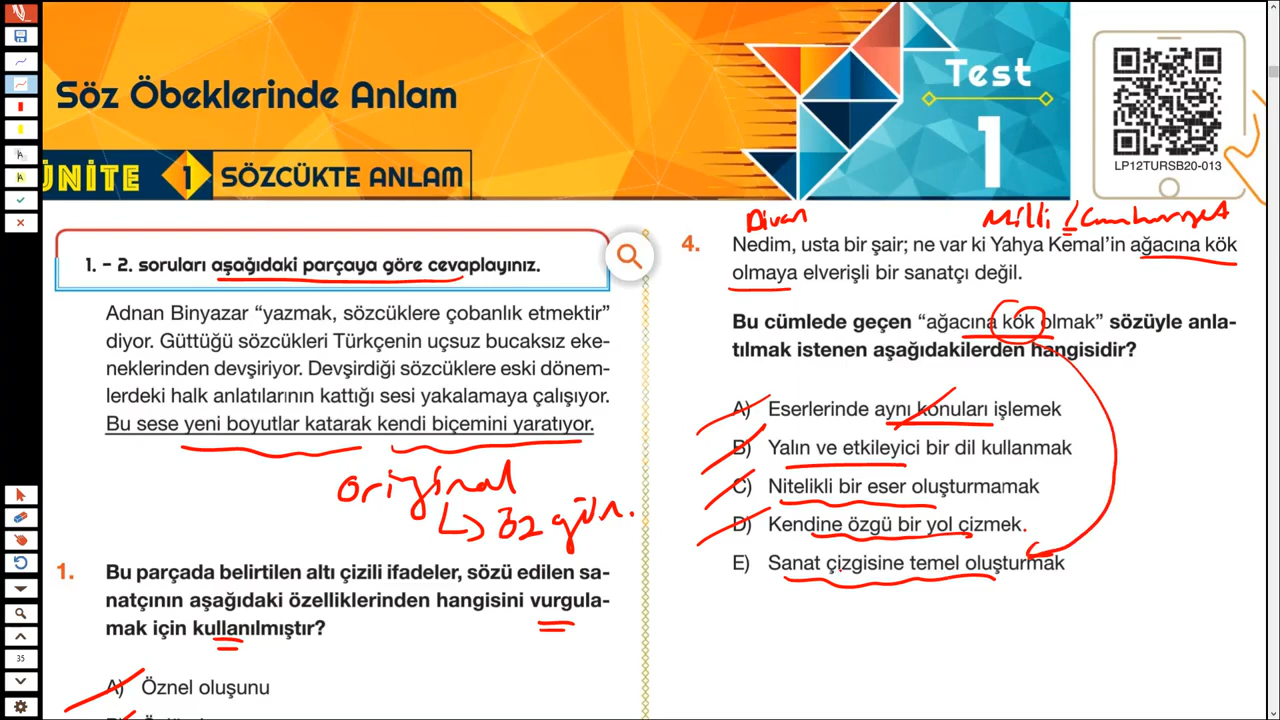 Söz Öbeklerinde Anlam
ÜNİTE 1 SÖZCÜKTE ANLAM
Test
1
LP12TURSB20-013
1. - 2. soruları aşağıdaki parçaya göre cevaplayınız.
Adnan Binyazar “yazmak, sözcüklere çobanlık etmektir”
diyor. Güttüğü sözcükleri Türkçenin uçsuz bucaksız eke-
neklerinden devşiriyor. Devşirdiği sözcüklere eski dönem-
lerdeki halk anlatılarının kattığı sesi yakalamaya çalışıyor.
Bu sese yeni boyutlar katarak kendi biçemini yaratıyor.
original
↳ 32 gün.
1. Bu parçada belirtilen altı çizili ifadeler, sözü edilen sa-
natçının aşağıdaki özelliklerinden hangisini vurgula-
mak için kullanılmıştır?
A) Öznel oluşunu
Divan
Milli / Cumhuriyet
4. Nedim, usta bir şair; ne var ki Yahya Kemal’in ağacına kök
olmaya elverişli bir sanatçı değil.
Bu cümlede geçen “ağacına kök olmak” sözüyle anla-
tılmak istenen aşağıdakilerden hangisidir?
A) Eserlerinde aynı konuları işlemek
B) Yalın ve etkileyici bir dil kullanmak
C) Nitelikli bir eser oluşturmamak
D) Kendine özgü bir yol çizmek.
E) Sanat çizgisine temel oluşturmak
35